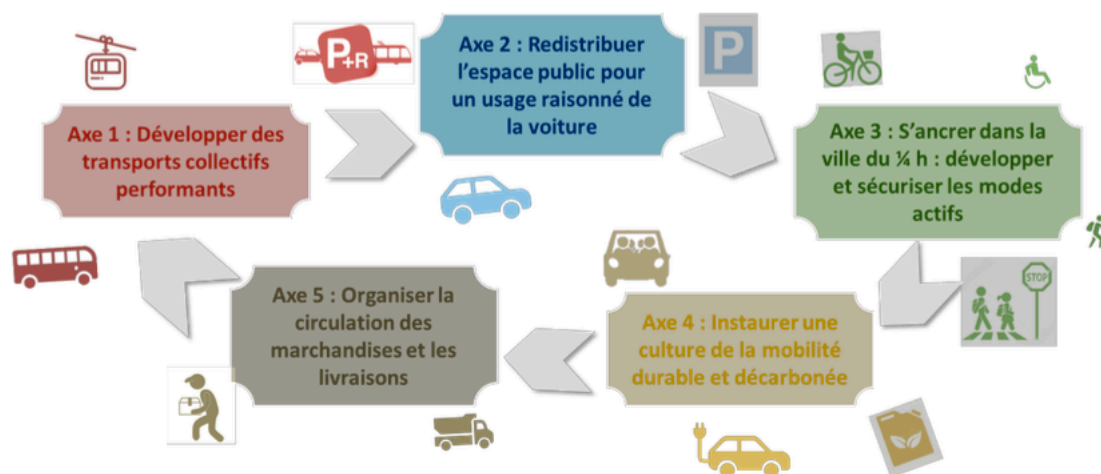 Axe 1 : Développer des
transports collectifs
performants
P+R
Axe 2 : Redistribuer
l'espace public pour
un usage raisonné de
la voiture
P
Axe 3 : S'ancrer dans la
ville du ¼ h : développer
et sécuriser les modes
actifs
STOP
Axe 4 : Instaurer une
culture de la mobilité
durable et décarbonée
Axe 5 : Organiser la
circulation des
marchandises et les
livraisons